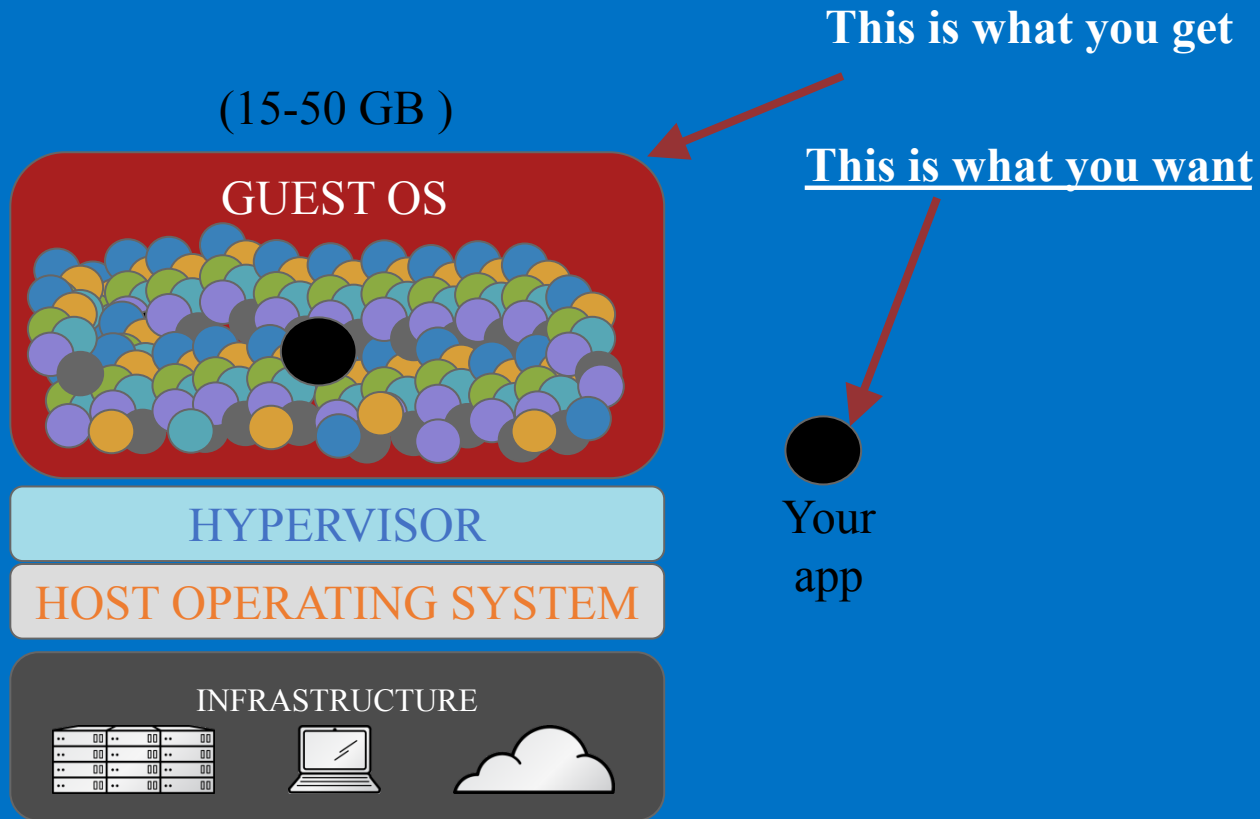 This is what you get
(15-50 GB )
This is what you want
GUEST OS
HYPERVISOR
HOST OPERATING SYSTEM
Your
app
INFRASTRUCTURE